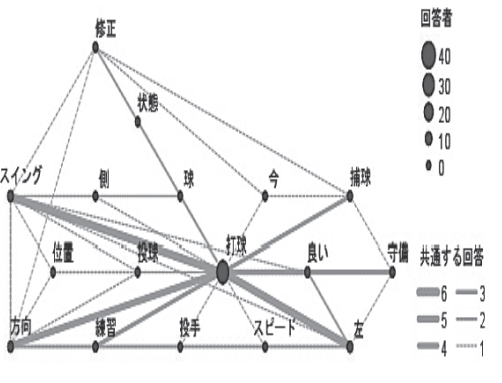 修正
回答者
40
30
20
10
0
状態
スイング
側
球
今
捕球
位置
投球
打球
良い
守備
共通する回答
6 3
5 2
4 1
方向
練習
投手
スピード
左